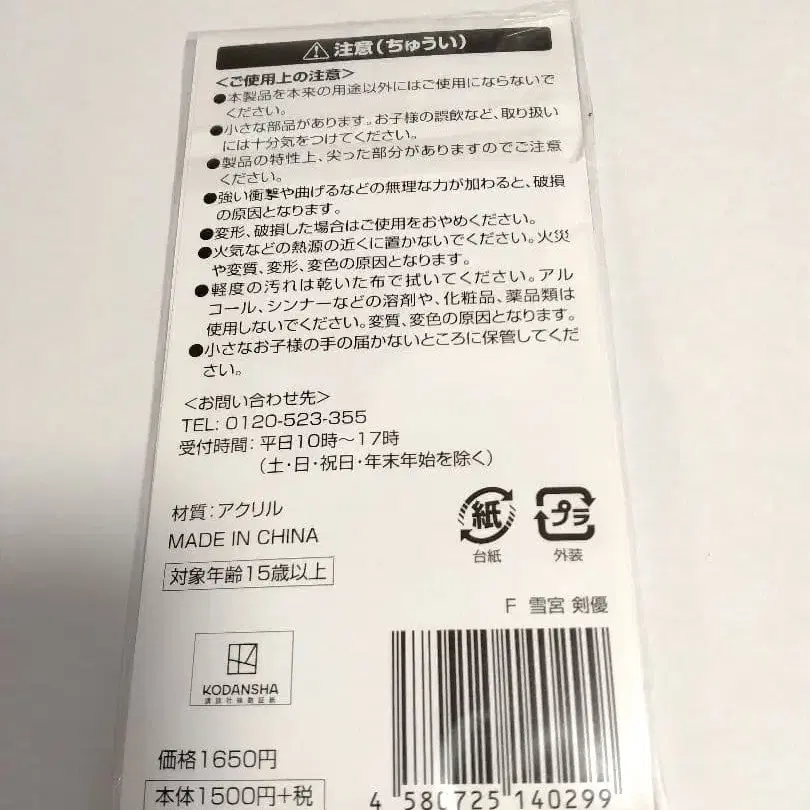 注意(ちゅうい)
<ご使用上の注意>
●本製品を本来の用途以外にはご使用にならないで
ください。
●小さな部品があります。お子様の誤飲など、取り扱い
には十分気をつけてください。
●製品の特性上、尖った部分がありますのでご注意
ください。
●強い衝撃や曲げるなどの無理な力が加わると、破損
の原因となります。
●変形、破損した場合はご使用をおやめください。
●火気などの熱源の近くに置かないでください。火災
や変質、変形、変色の原因となります。
●軽度の汚れは乾いた布で拭いてください。アル
コール、シンナーなどの溶剤や、化粧品、薬品類は
使用しないでください。変質、変色の原因となります。
●小さなお子様の手の届かないところに保管してくだ
さい。
<お問い合わせ先>
TEL: 0120-523-355
受付時間：平日10時～17時
(土・日・祝日・年末年始を除く)
材質：アクリル
MADE IN CHINA
対象年齢15歳以上
紙
台紙
プラ
外装
F 雪宮 剣優
KODANSHA
講談社検数証紙
価格1650円
本体1500円+税
4 580725 140299